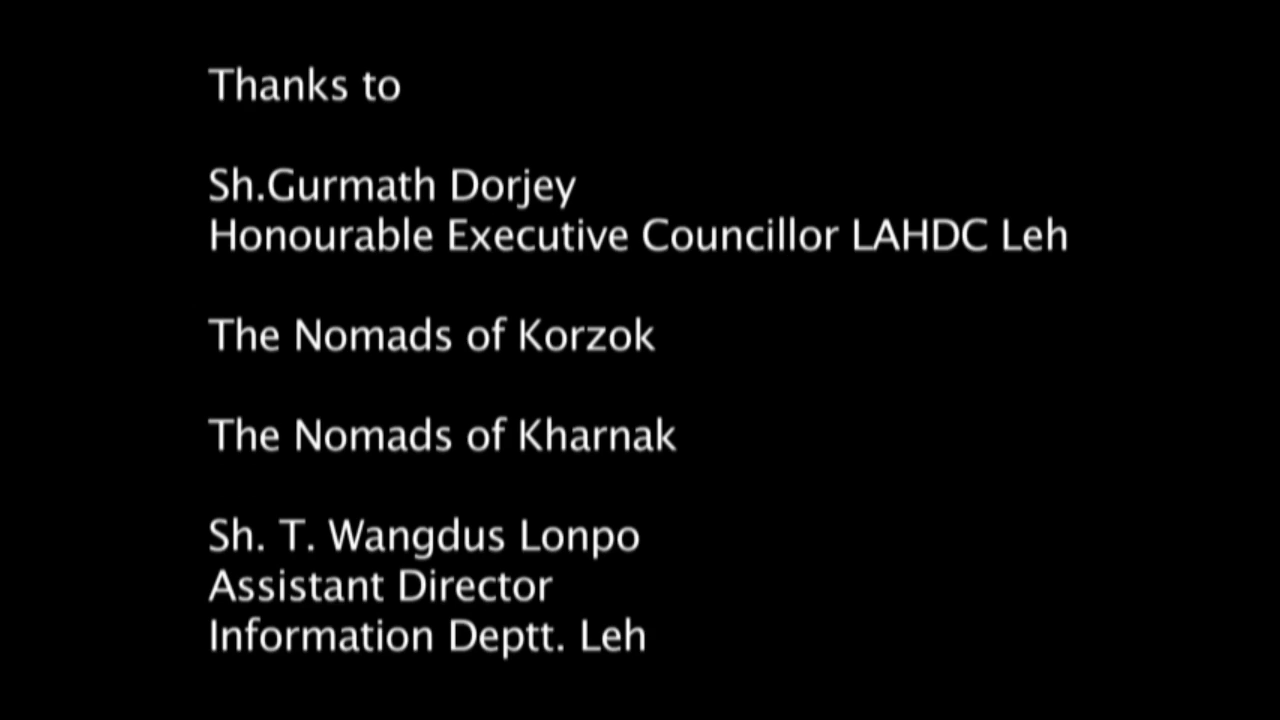 Thanks to
Sh.Gurmath Dorjey
Honourable Executive Councillor LAHDC Leh
The Nomads of Korzok
The Nomads of Kharnak
Sh. T. Wangdus Lonpo
Assistant Director
Information Deptt. Leh